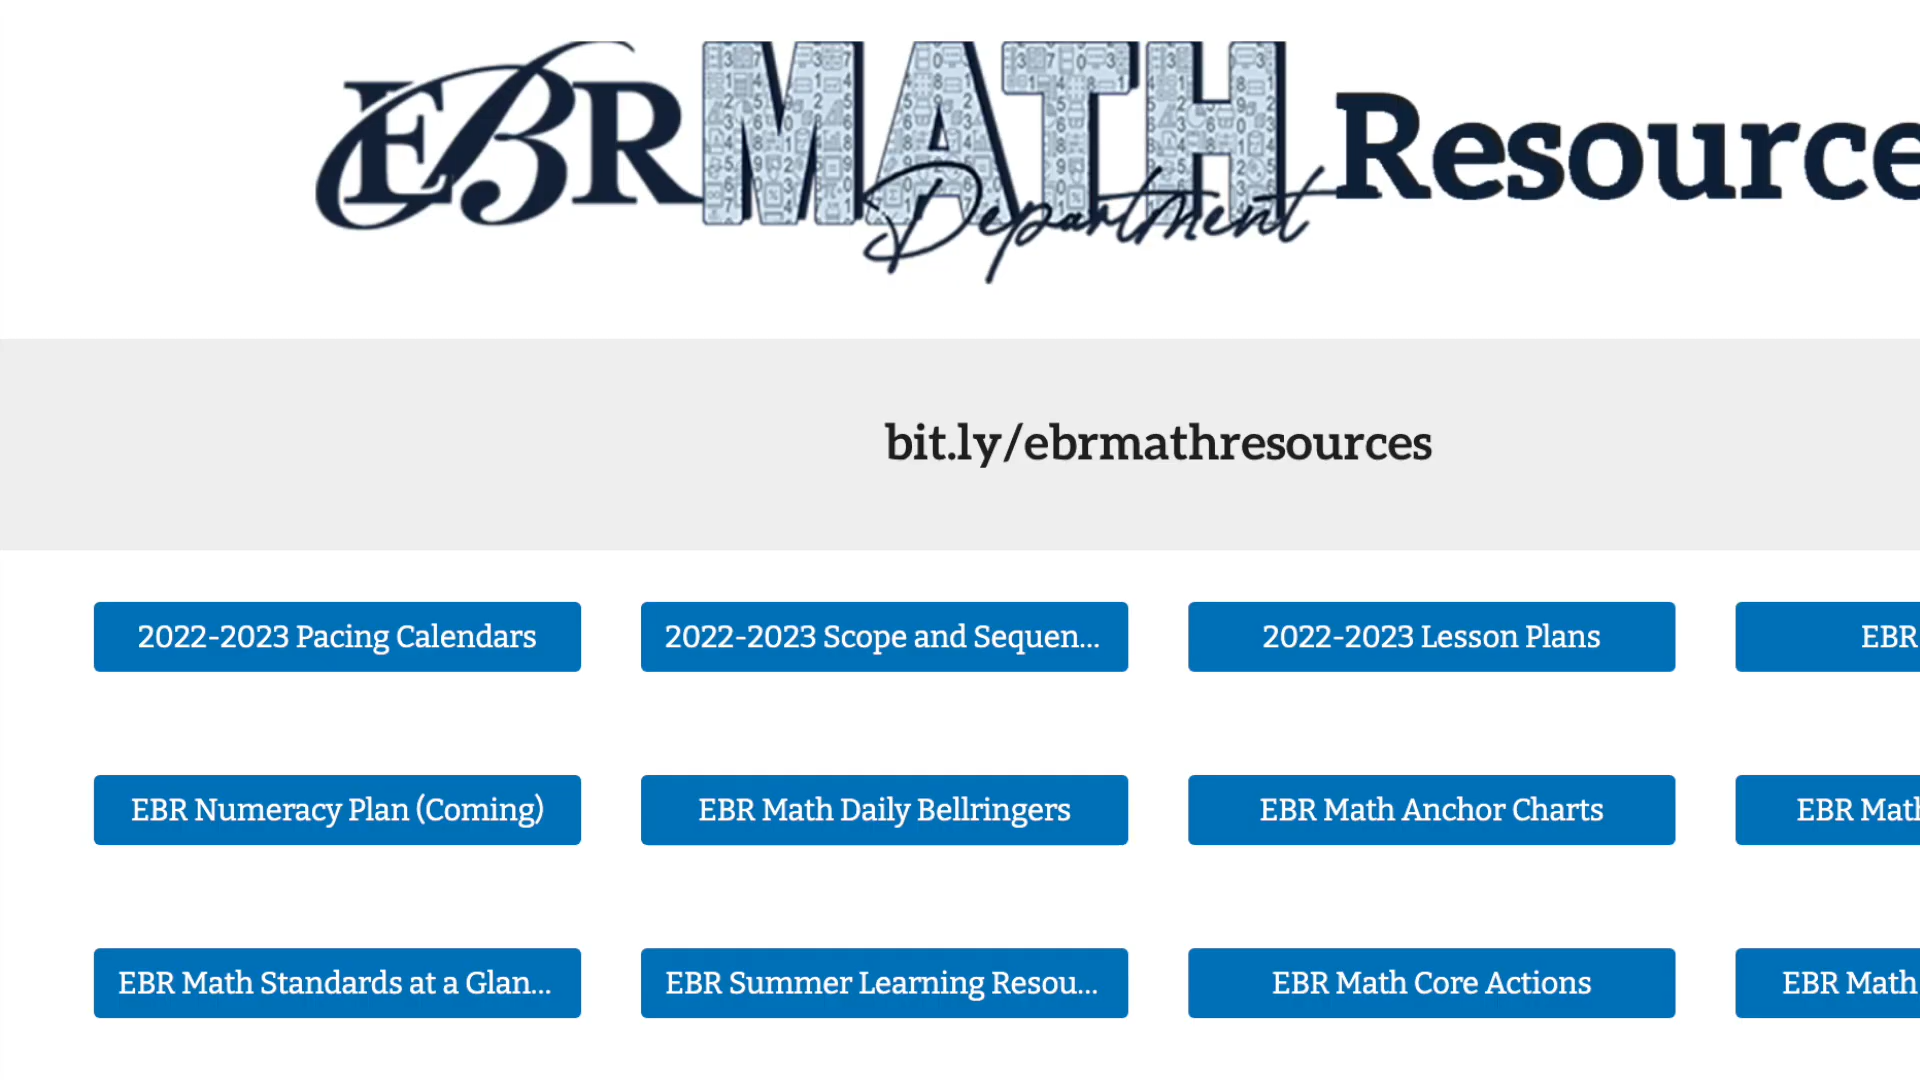 EBR MATH Resource
Department
bit.ly/ebrmathresources
2022-2023 Pacing Calendars
2022-2023 Scope and Sequen...
2022-2023 Lesson Plans
EBR
EBR Numeracy Plan (Coming)
EBR Math Daily Bellringers
EBR Math Anchor Charts
EBR Math
EBR Math Standards at a Glan...
EBR Summer Learning Resou...
EBR Math Core Actions
EBR Math